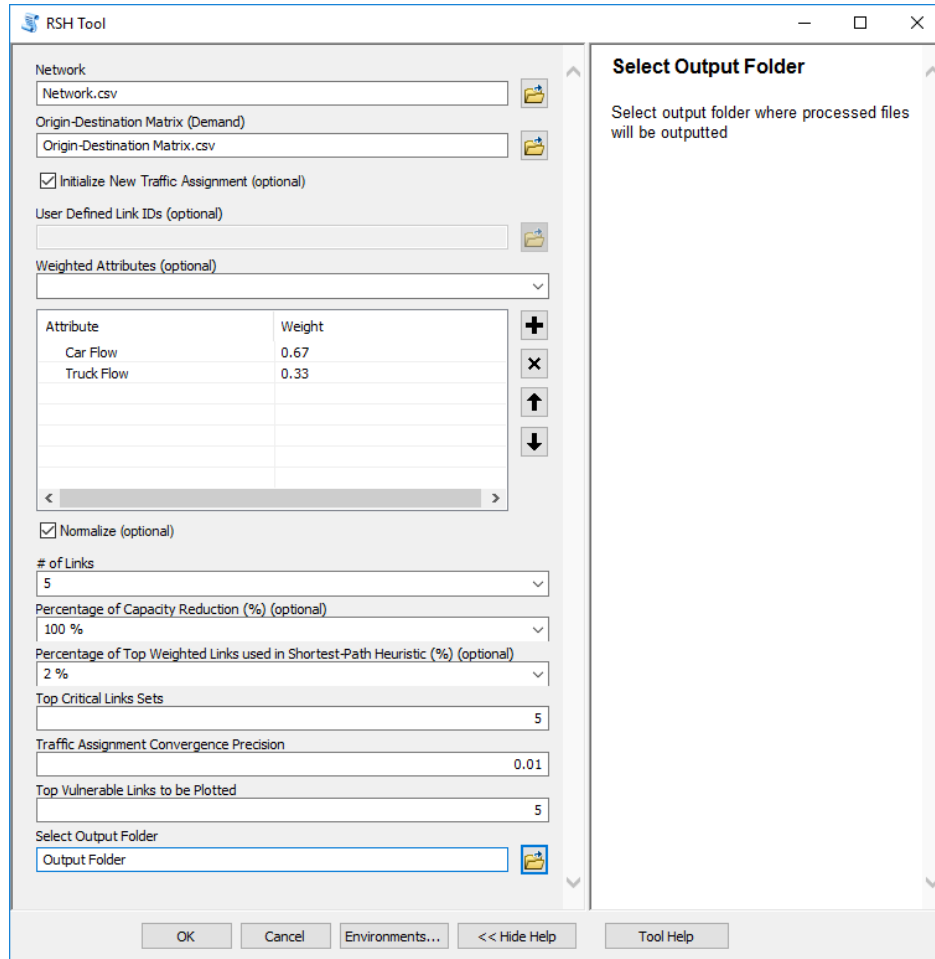 RSH Tool
Network
Network.csv
Origin-Destination Matrix (Demand)
Origin-Destination Matrix.csv
Initialize New Traffic Assignment (optional)
User Defined Link IDs (optional)
Weighted Attributes (optional)
Attribute Weight
Car Flow 0.67
Truck Flow 0.33
Normalize (optional)
# of Links
5
Percentage of Capacity Reduction (%) (optional)
100 %
Percentage of Top Weighted Links used in Shortest-Path Heuristic (%) (optional)
2 %
Top Critical Links Sets
5
Traffic Assignment Convergence Precision
0.01
Top Vulnerable Links to be Plotted
5
Select Output Folder
Output Folder
Select Output Folder
Select output folder where processed files
will be outputted
OK Cancel Environments... << Hide Help Tool Help